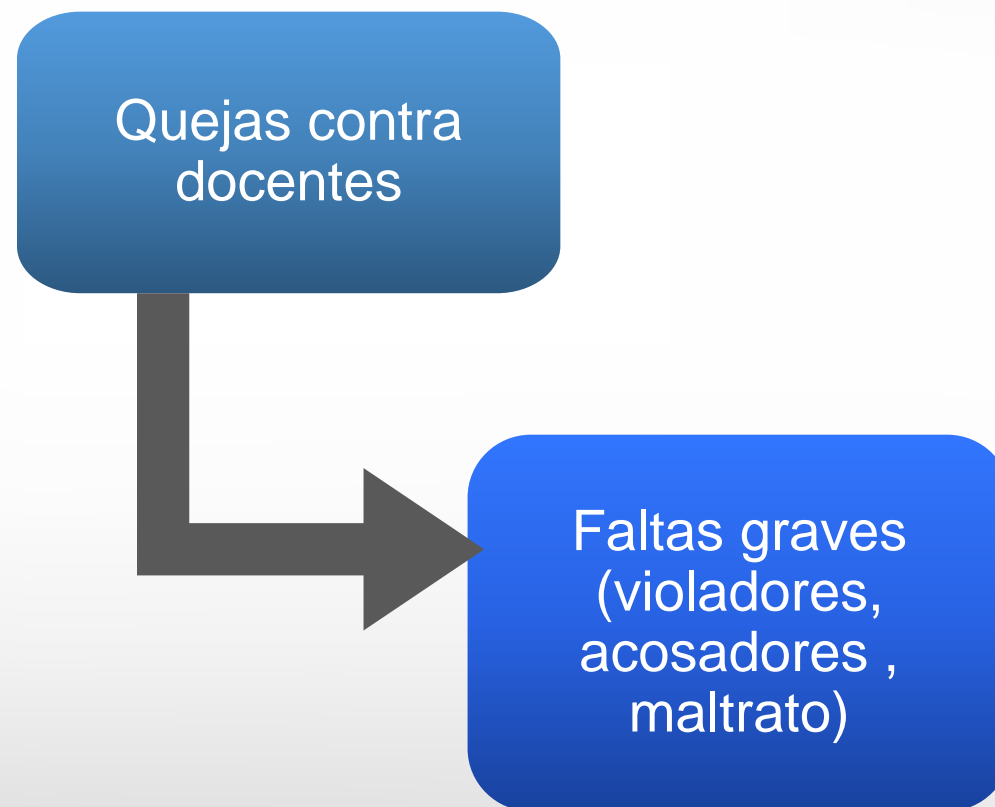 Quejas contra
docentes
Faltas graves
(violadores,
acosadores ,
maltrato)